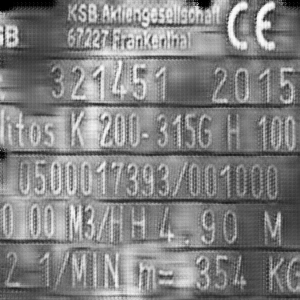 KSB Aktiengesellschaft
67227 Frankenthal
CE
321451 2015
litos K 200-315G H 100
0500017393/001000
0 00 M3/HH 4.90 M
2 1/MIN m= 354 KG